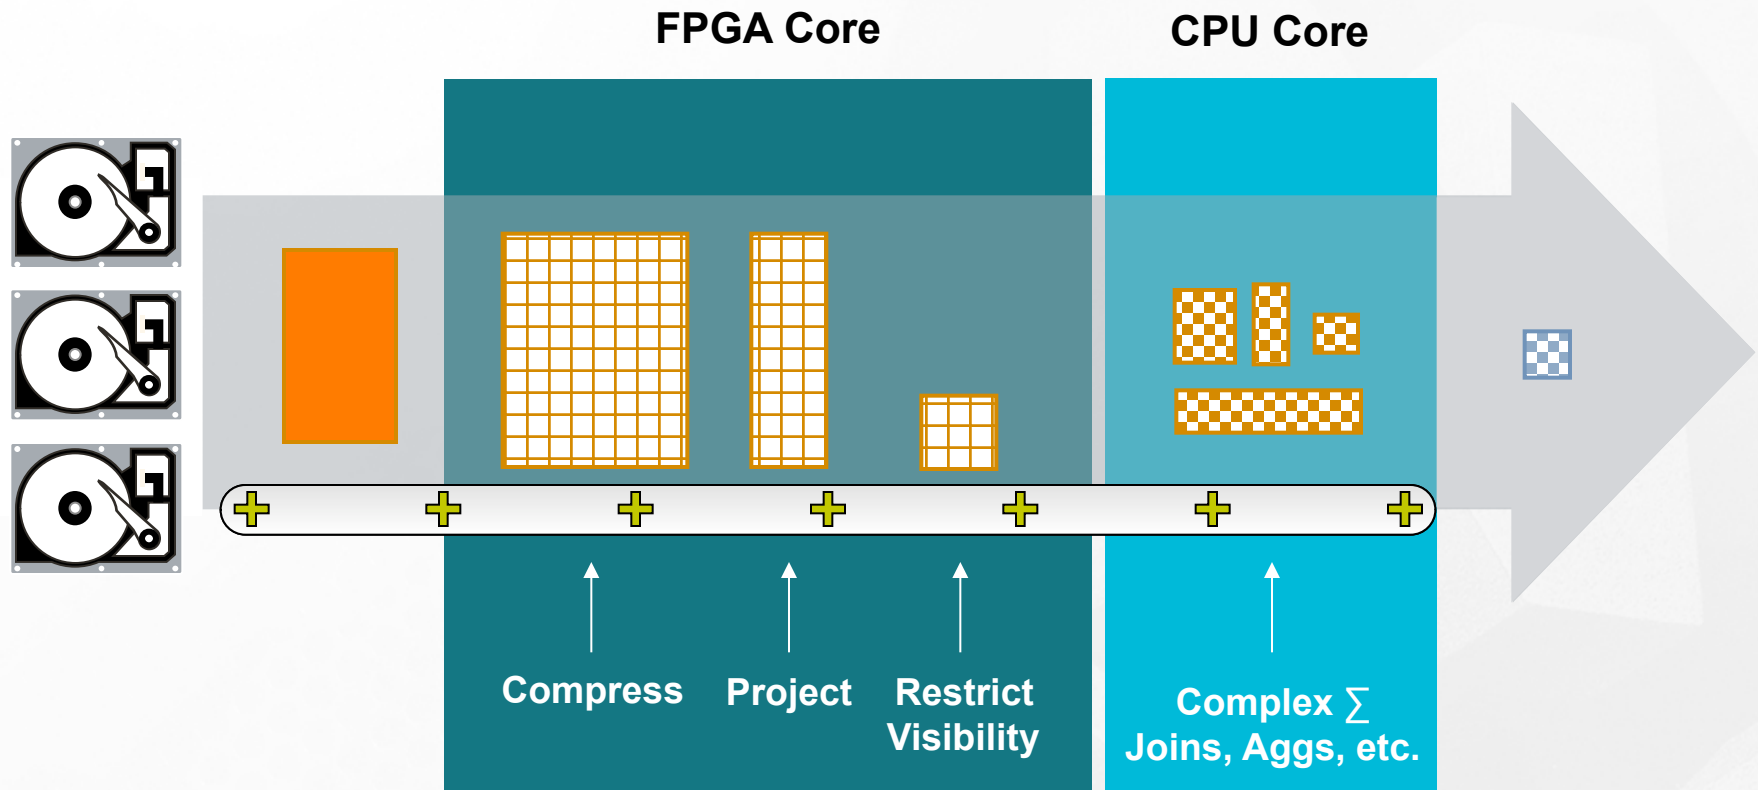 FPGA Core
CPU Core
Compress
Project
Restrict
Visibility
Complex ∑
Joins, Aggs, etc.